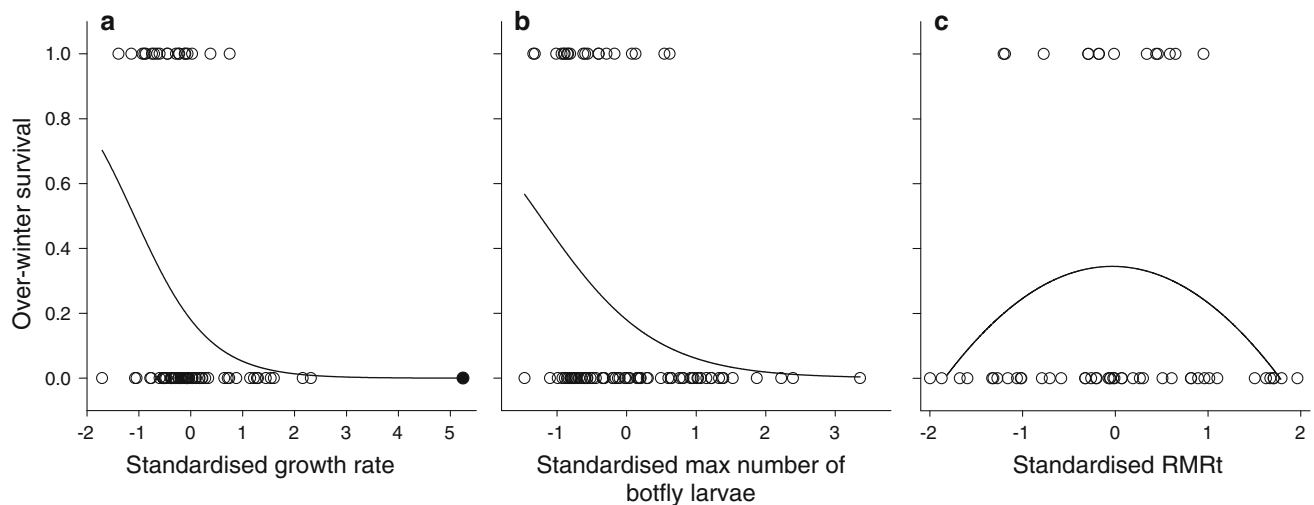 a
b
c
Over-winter survival
1.0
0.8
0.6
0.4
0.2
0.0
-2 -1 0 1 2 3 4 5
-1 0 1 2 3
-2 -1 0 1 2
Standardised growth rate
Standardised max number of
botfly larvae
Standardised RMRt